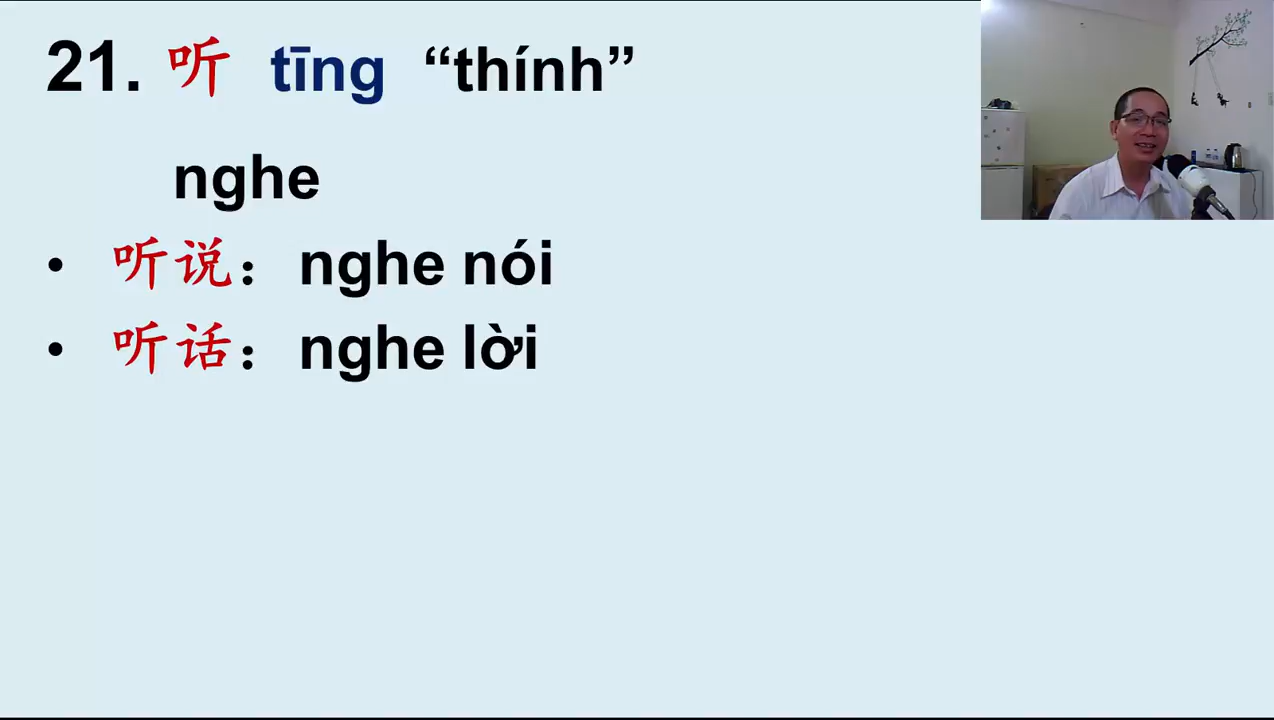 21. 听 tīng “thính”
nghe
• 听说：nghe nói
• 听话：nghe lời